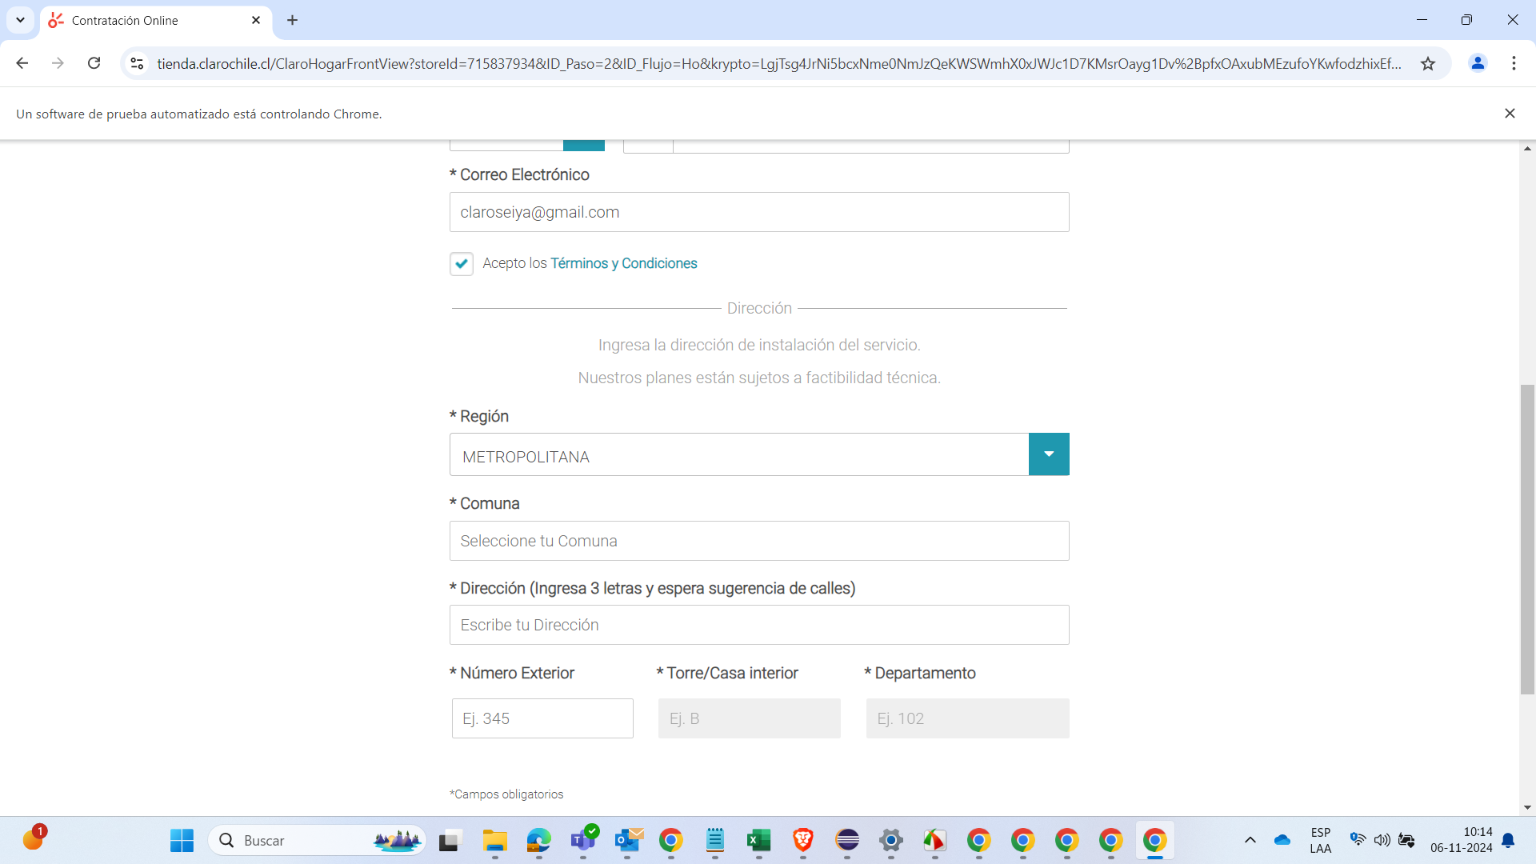 Contratación Online
tienda.clarochile.cl/ClaroHogarFrontView?storeId=715837934&ID_Paso=2&ID_Flujo=Ho&krypto=LgjTsg4JrNi5bcxNme0NmJzQeKWSWmhX0xJWJc1D7KMsrOayg1Dv%2BpfxOAxubMEzufoYKwfodzhixEf...
Un software de prueba automatizado está controlando Chrome.
* Correo Electrónico
claroseiya@gmail.com
Acepto los Términos y Condiciones
Dirección
Ingresa la dirección de instalación del servicio.
Nuestros planes están sujetos a factibilidad técnica.
* Región
METROPOLITANA
* Comuna
Seleccione tu Comuna
* Dirección (Ingresa 3 letras y espera sugerencia de calles)
Escribe tu Dirección
* Número Exterior * Torre/Casa interior * Departamento
Ej. 345 Ej. B Ej. 102
*Campos obligatorios
1
Buscar
ESP 10:14
LAA 06-11-2024